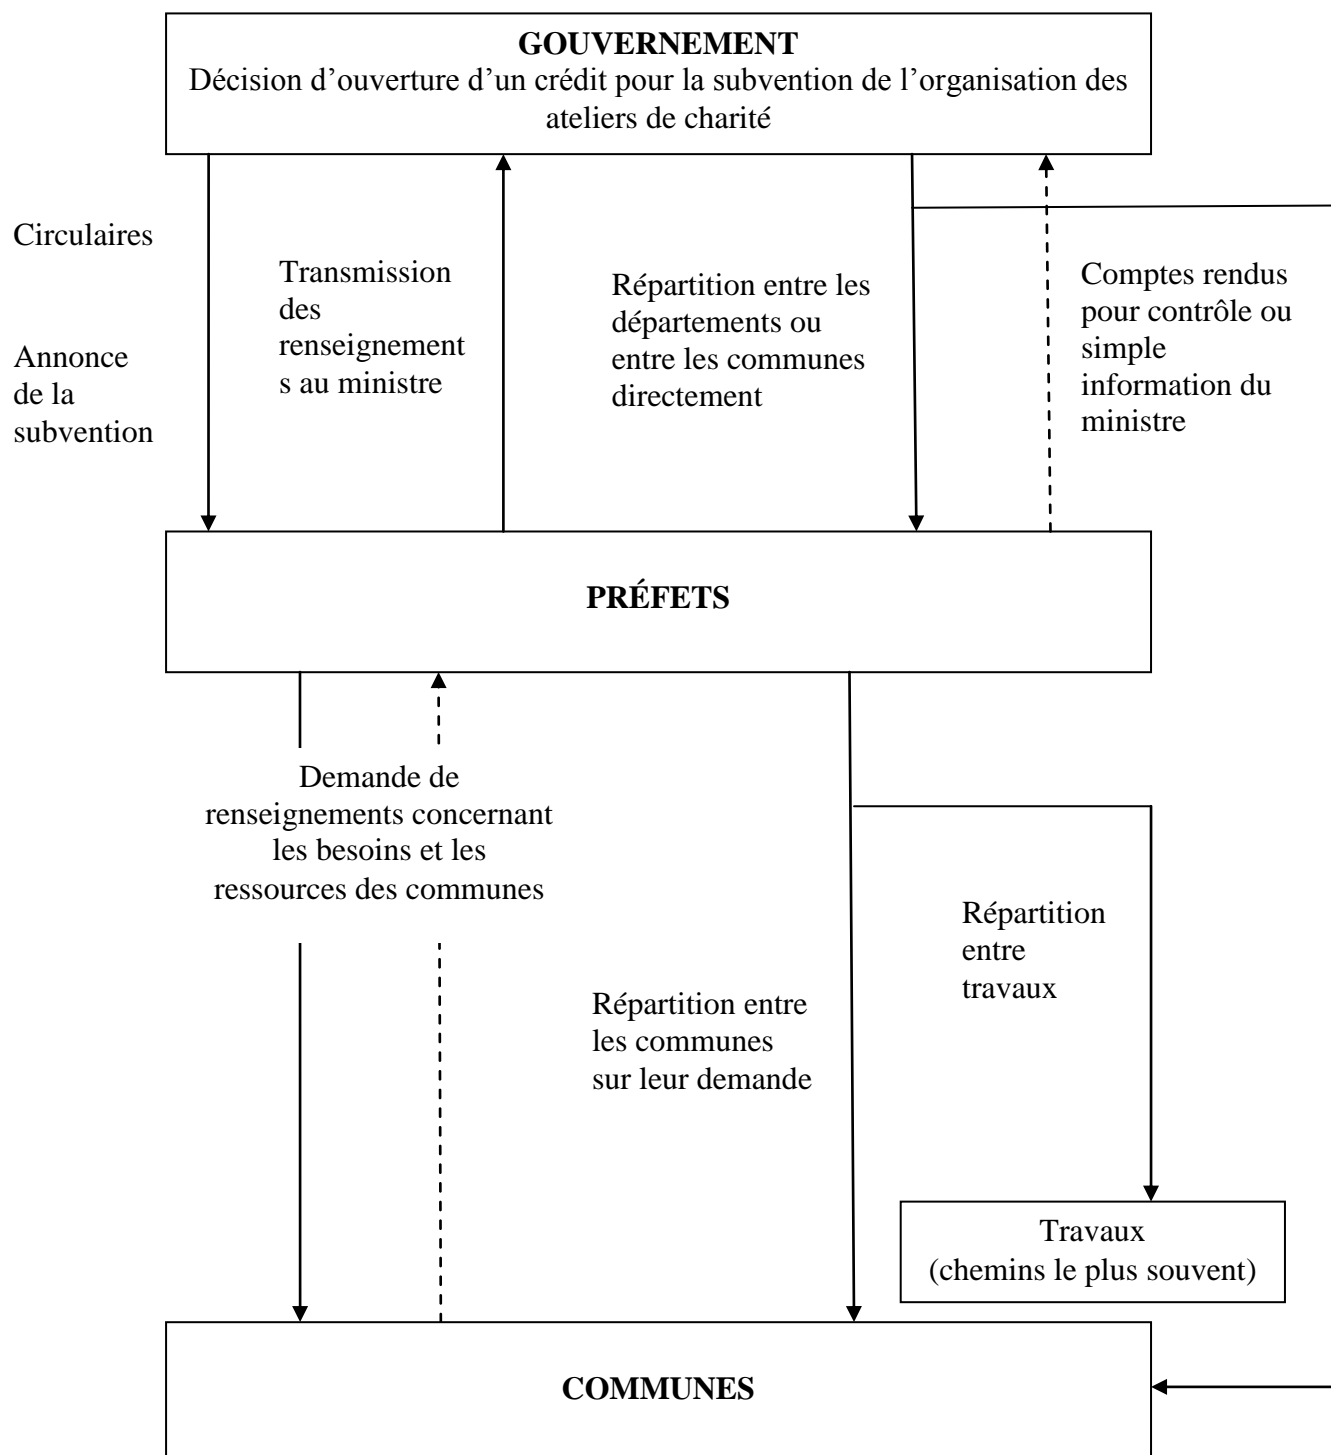 GOUVERNEMENT
Décision d’ouverture d’un crédit pour la subvention de l’organisation des
ateliers de charité
Circulaires
Annonce
de la
subvention
Transmission
des
renseignement
s au ministre
Répartition entre les
départements ou
entre les communes
directement
Comptes rendus
pour contrôle ou
simple
information du
ministre
PRÉFETS
Demande de
renseignements concernant
les besoins et les
ressources des communes
Répartition entre
les communes
sur leur demande
Répartition
entre
travaux
Travaux
(chemins le plus souvent)
COMMUNES